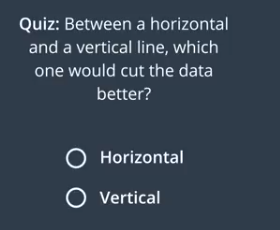 Quiz: Between a horizontal
and a vertical line, which
one would cut the data
better?
Horizontal
Vertical